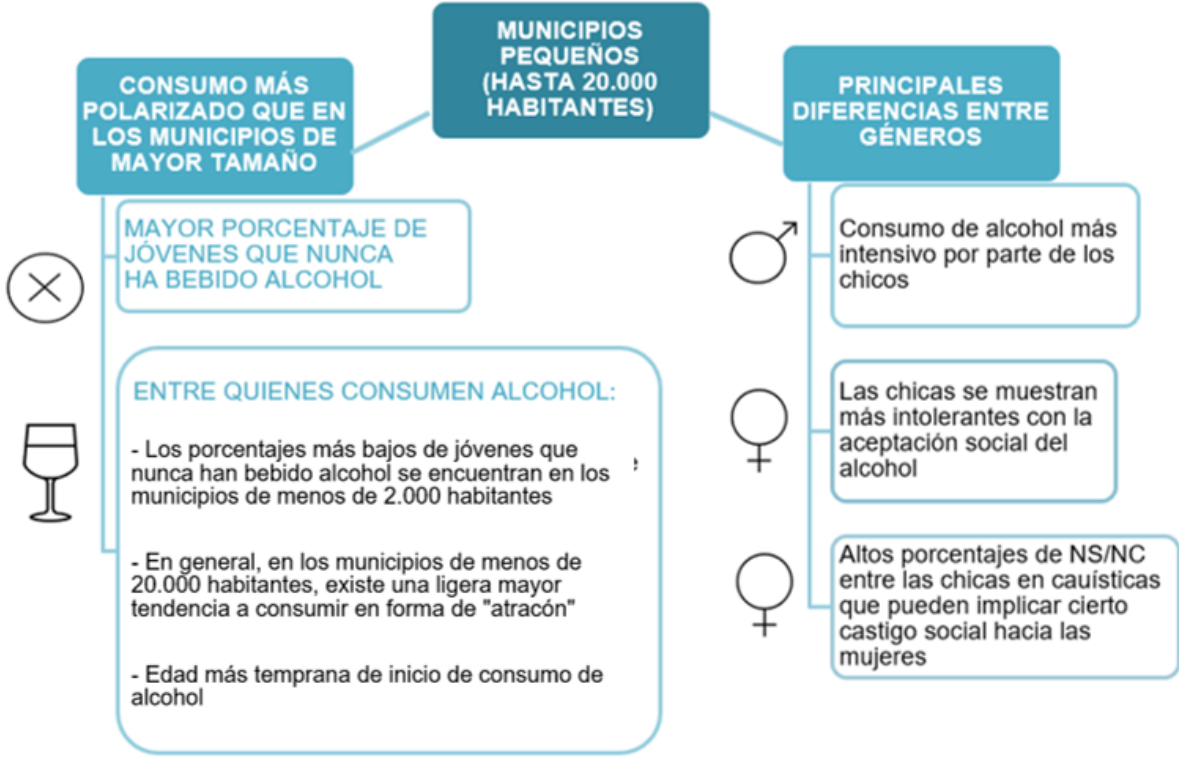 MUNICIPIOS
PEQUEÑOS
(HASTA 20.000
HABITANTES)
CONSUMO MÁS
POLARIZADO QUE EN
LOS MUNICIPIOS DE
MAYOR TAMAÑO
MAYOR PORCENTAJE DE
JÓVENES QUE NUNCA
HA BEBIDO ALCOHOL
ENTRE QUIENES CONSUMEN ALCOHOL:
- Los porcentajes más bajos de jóvenes que
nunca han bebido alcohol se encuentran en los
municipios de menos de 2.000 habitantes
- En general, en los municipios de menos de
20.000 habitantes, existe una ligera mayor
tendencia a consumir en forma de "atracón"
- Edad más temprana de inicio de consumo de
alcohol
PRINCIPALES
DIFERENCIAS ENTRE
GÉNEROS
Consumo de alcohol más
intensivo por parte de los
chicos
Las chicas se muestran
más intolerantes con la
aceptación social del
alcohol
Altos porcentajes de NS/NC
entre las chicas en cauísticas
que pueden implicar cierto
castigo social hacia las
mujeres